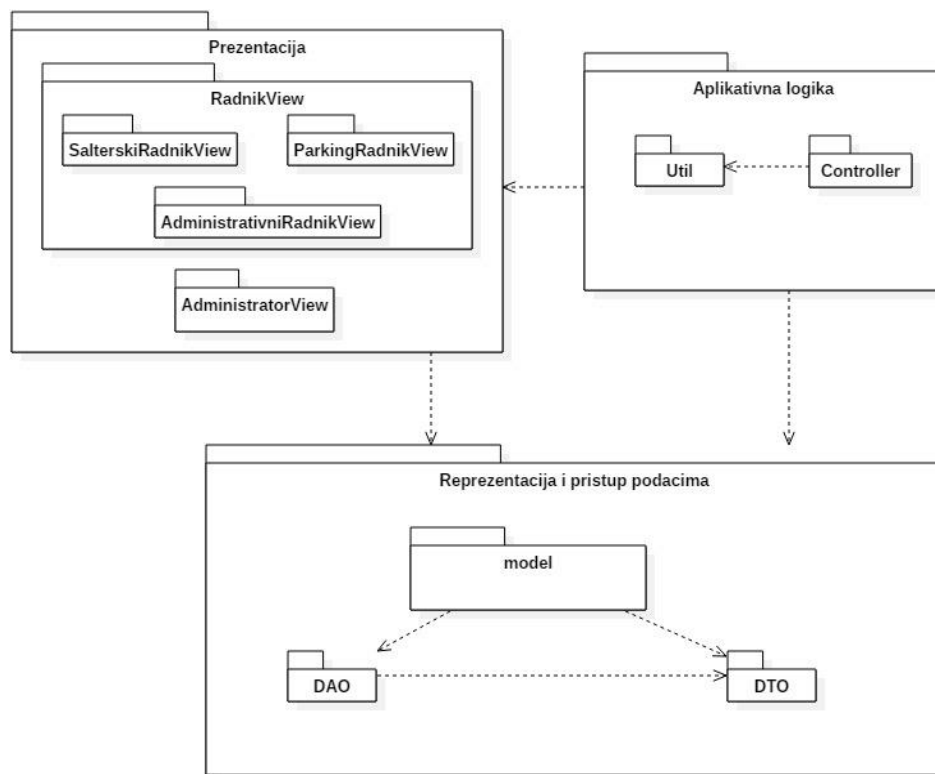 Prezentacija
RadnikView
SalterskiRadnikView
ParkingRadnikView
AdministrativniRadnikView
AdministratorView
Aplikativna logika
Util
Controller
Reprezentacija i pristup podacima
model
DAO
DTO